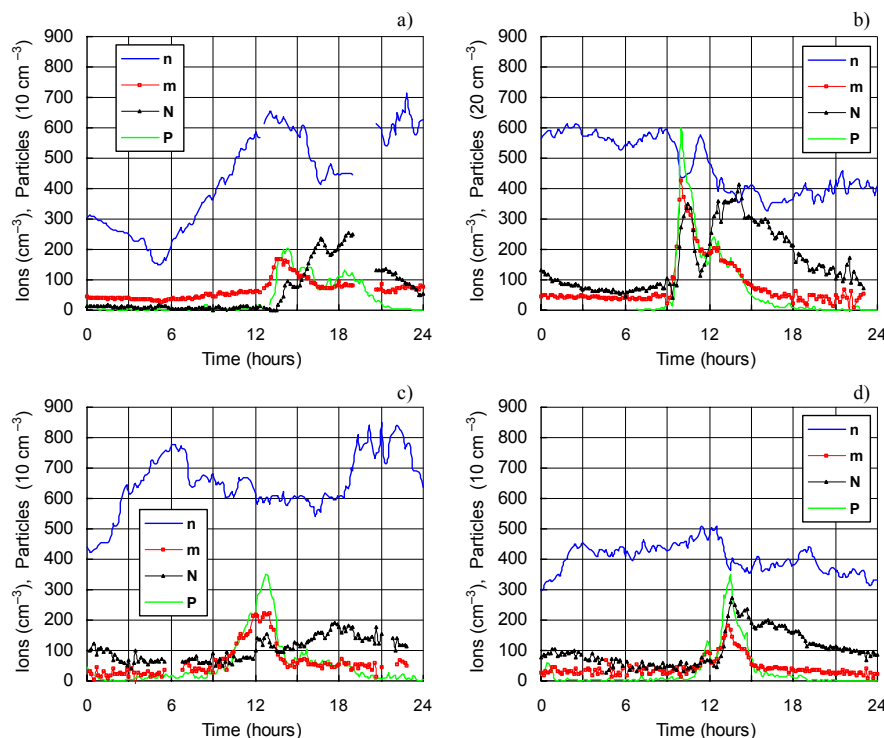 a)
Ions (cm⁻³), Particles (10 cm⁻³)
900
800
700
600
500
400
300
200
100
0
n
m
N
P
0 6 12 18 24
Time (hours)
b)
Ions (cm⁻³), Particles (20 cm⁻³)
900
800
700
600
500
400
300
200
100
0
n
m
N
P
0 6 12 18 24
Time (hours)
c)
Ions (cm⁻³), Particles (10 cm⁻³)
900
800
700
600
500
400
300
200
100
0
n
m
N
P
0 6 12 18 24
Time (hours)
d)
Ions (cm⁻³), Particles (10 cm⁻³)
900
800
700
600
500
400
300
200
100
0
n
m
N
P
0 6 12 18 24
Time (hours)